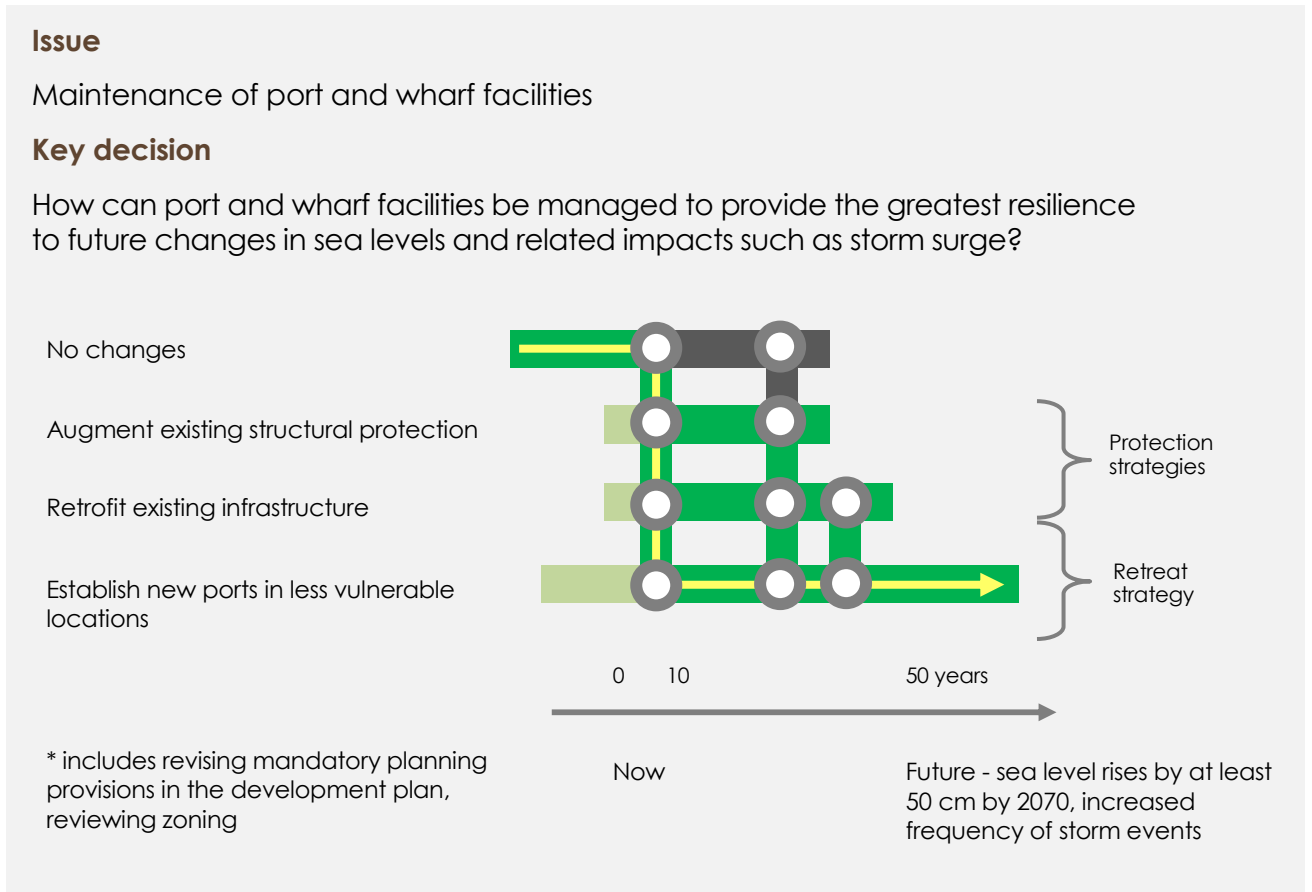 Issue
Maintenance of port and wharf facilities
Key decision
How can port and wharf facilities be managed to provide the greatest resilience
to future changes in sea levels and related impacts such as storm surge?
No changes
Augment existing structural protection
Retrofit existing infrastructure
Establish new ports in less vulnerable
locations
Protection
strategies
Retreat
strategy
0 10 50 years
* includes revising mandatory planning
provisions in the development plan,
reviewing zoning
Now
Future - sea level rises by at least
50 cm by 2070, increased
frequency of storm events